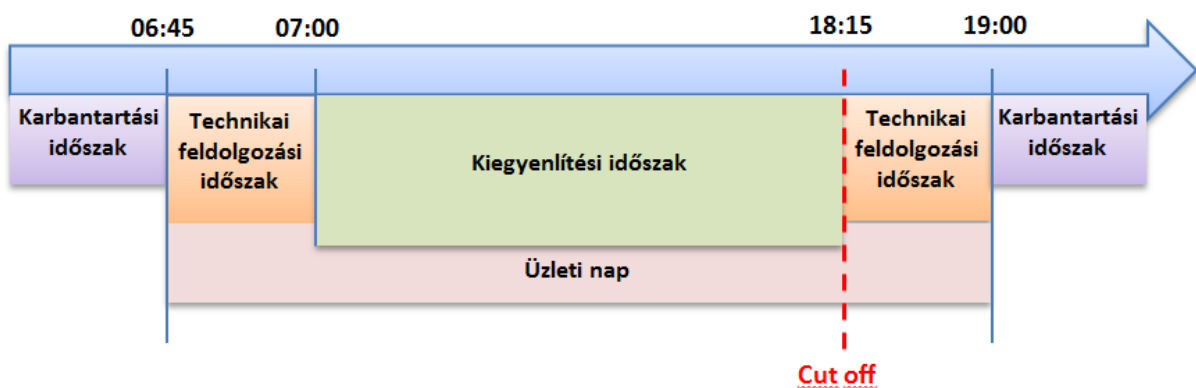 06:45 07:00 18:15 19:00
Karbantartási
időszak
Technikai
feldolgozási
időszak
Kiegyenlítési időszak
Technikai
feldolgozási
időszak
Karbantartási
időszak
Üzleti nap
Cut off